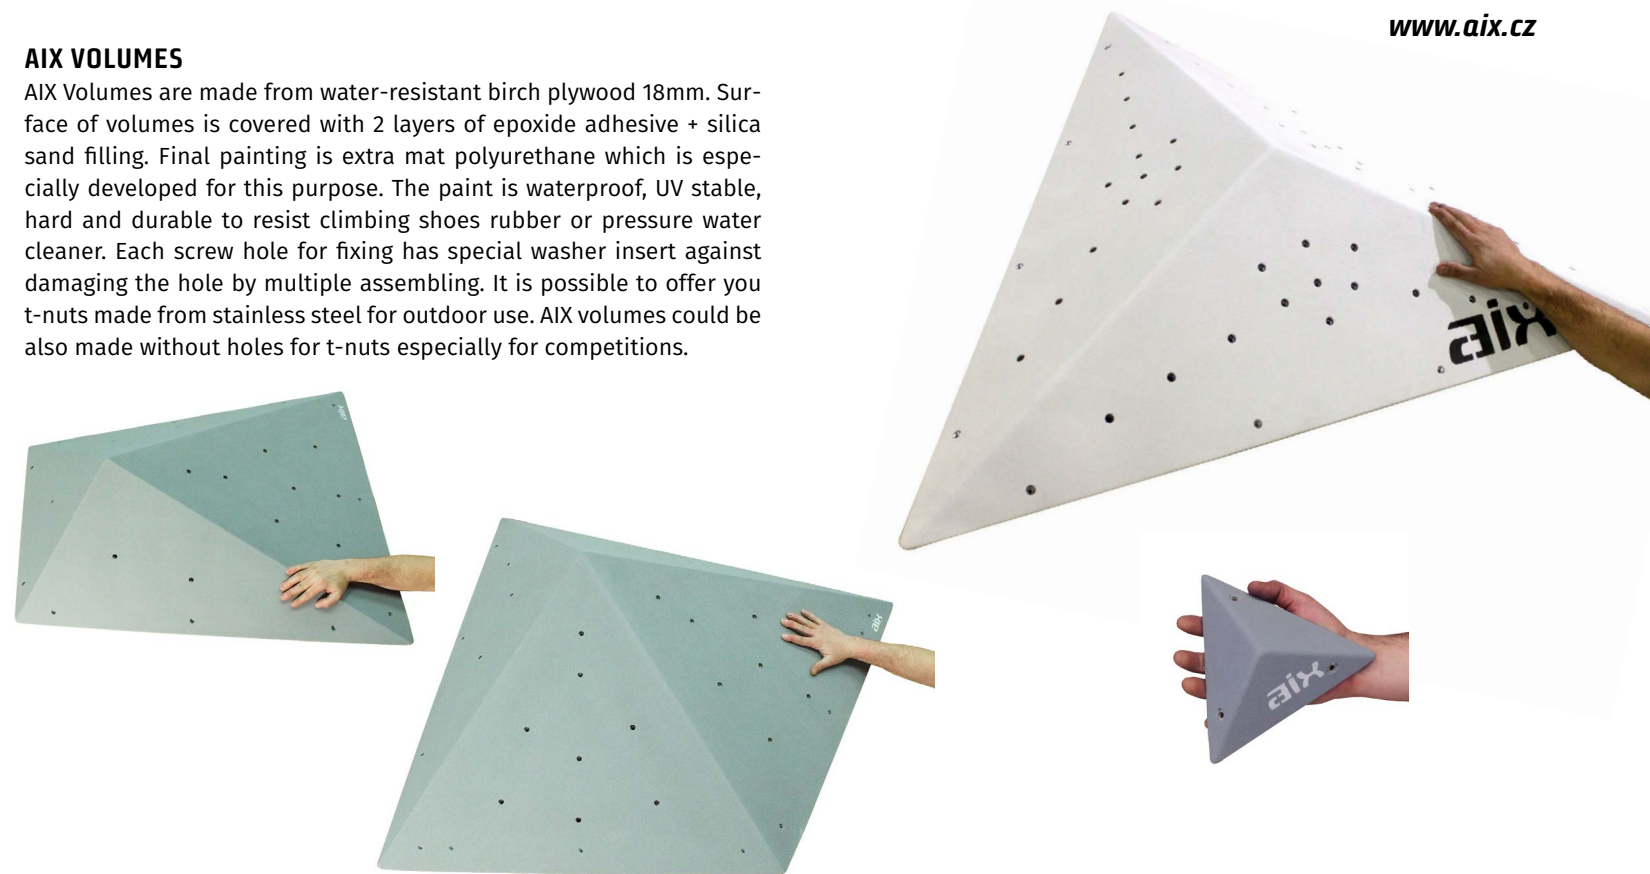 www.aix.cz
AIX VOLUMES
AIX Volumes are made from water-resistant birch plywood 18mm. Sur-
face of volumes is covered with 2 layers of epoxide adhesive + silica
sand filling. Final painting is extra mat polyurethane which is espe-
cially developed for this purpose. The paint is waterproof, UV stable,
hard and durable to resist climbing shoes rubber or pressure water
cleaner. Each screw hole for fixing has special washer insert against
damaging the hole by multiple assembling. It is possible to offer you
t-nuts made from stainless steel for outdoor use. AIX volumes could be
also made without holes for t-nuts especially for competitions.
aix
aix
aix
aix